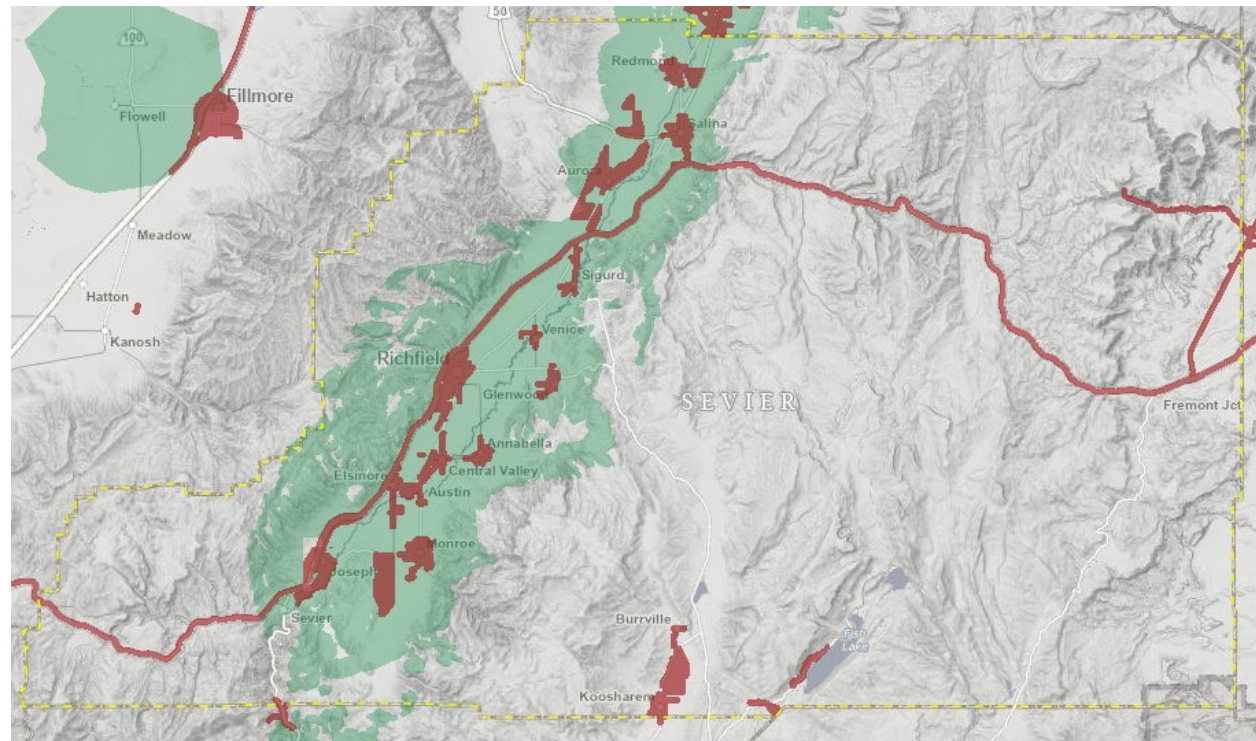 50
100
Redmond
Fillmore
Flowell
Salina
Aurora
Meadow
Sigurd
Hatton
Venice
Kanosh
Richfield
Glenwood
SEVIER
Fremont Jct
Annabella
Elsinore
Central Valley
Austin
Monroe
Joseph
Sevier
Burrville
Fish
Lake
Koosharem